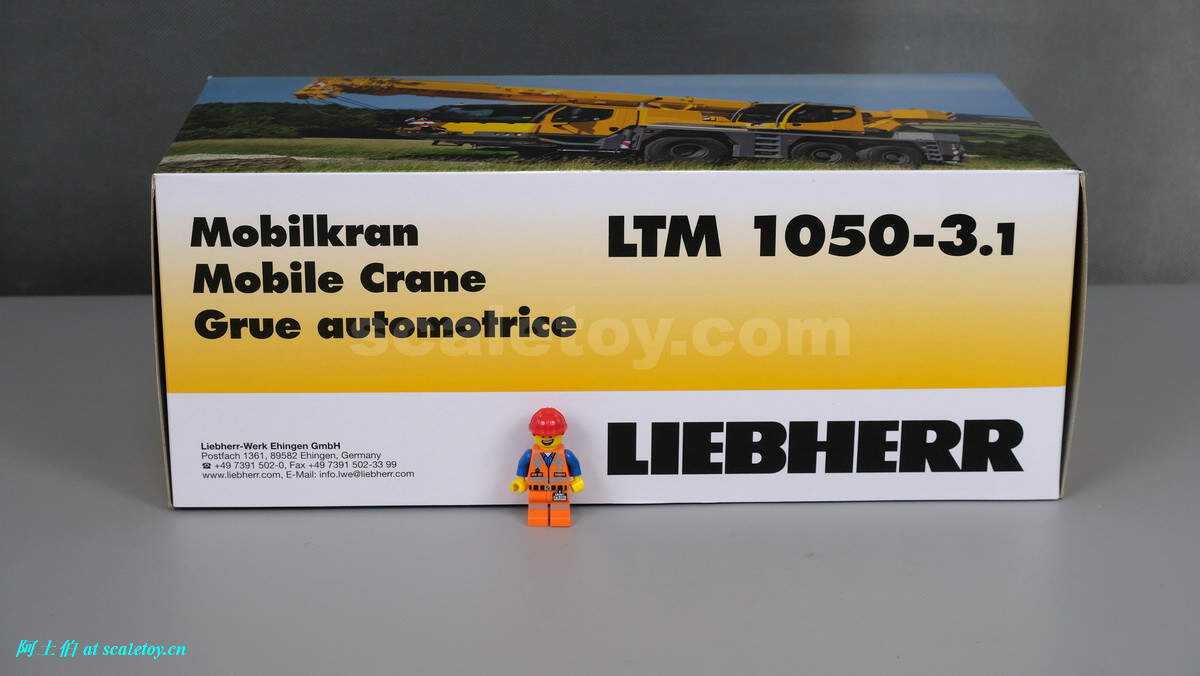 Mobilkran
Mobile Crane
Grue automotrice
LTM 1050-3.1
scaletoy.com
Liebherr-Werk Ehingen GmbH
Postfach 1361, 89582 Ehingen, Germany
☎ +49 7391 502-0, Fax +49 7391 502-33 99
www.liebherr.com, E-Mail: info.lwe@liebherr.com
LIEBHERR
阿土伯 at scaletoy.cn